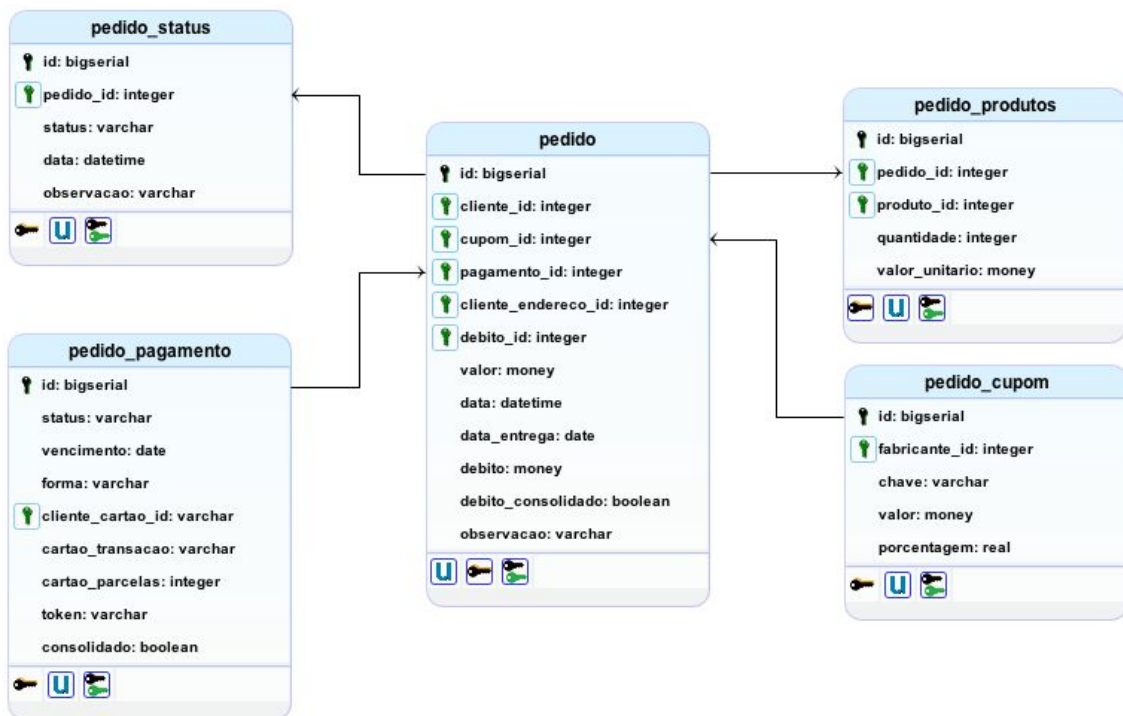 pedido_status
id: bigserial
pedido_id: integer
status: varchar
data: datetime
observacao: varchar
U
pedido_pagamento
id: bigserial
status: varchar
vencimento: date
forma: varchar
cliente_cartao_id: varchar
cartao_transacao: varchar
cartao_parcelas: integer
token: varchar
consolidado: boolean
U
pedido
id: bigserial
cliente_id: integer
cupom_id: integer
pagamento_id: integer
cliente_endereco_id: integer
debito_id: integer
valor: money
data: datetime
data_entrega: date
debito: money
debito_consolidado: boolean
observacao: varchar
U
pedido_produtos
id: bigserial
pedido_id: integer
produto_id: integer
quantidade: integer
valor_unitario: money
U
pedido_cupom
id: bigserial
fabricante_id: integer
chave: varchar
valor: money
porcentagem: real
U